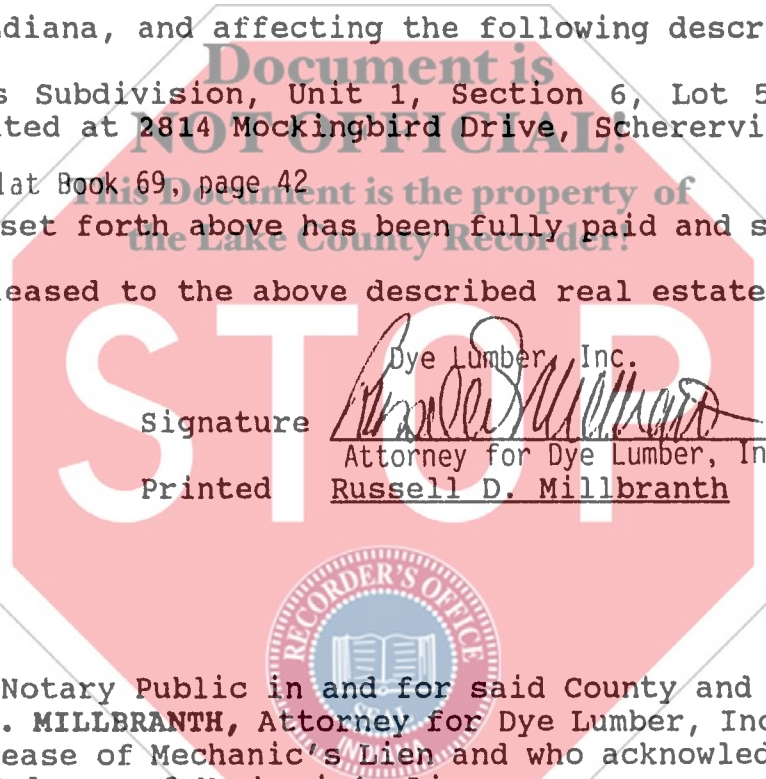 diana, and affecting the following descr
Document is
s Subdivision, Unit 1, Section 6, Lot 5
ted at 2814 Mockingbird Drive, Scherervi
NOT OFFICIAL!
lat Book 69, page 42
This Document is the property of
set forth above has been fully paid and s
the Lake County Recorder!
eased to the above described real estate
STOP
Dye Lumber, Inc.
Signature
Attorney for Dye Lumber, In
Printed Russell D. Millbranth
RECORDER'S OFFICE
SEAL
Notary Public in and for said County and
. MILLBRANTH, Attorney for Dye Lumber, Inc
ease of Mechanic's Lien and who acknowled